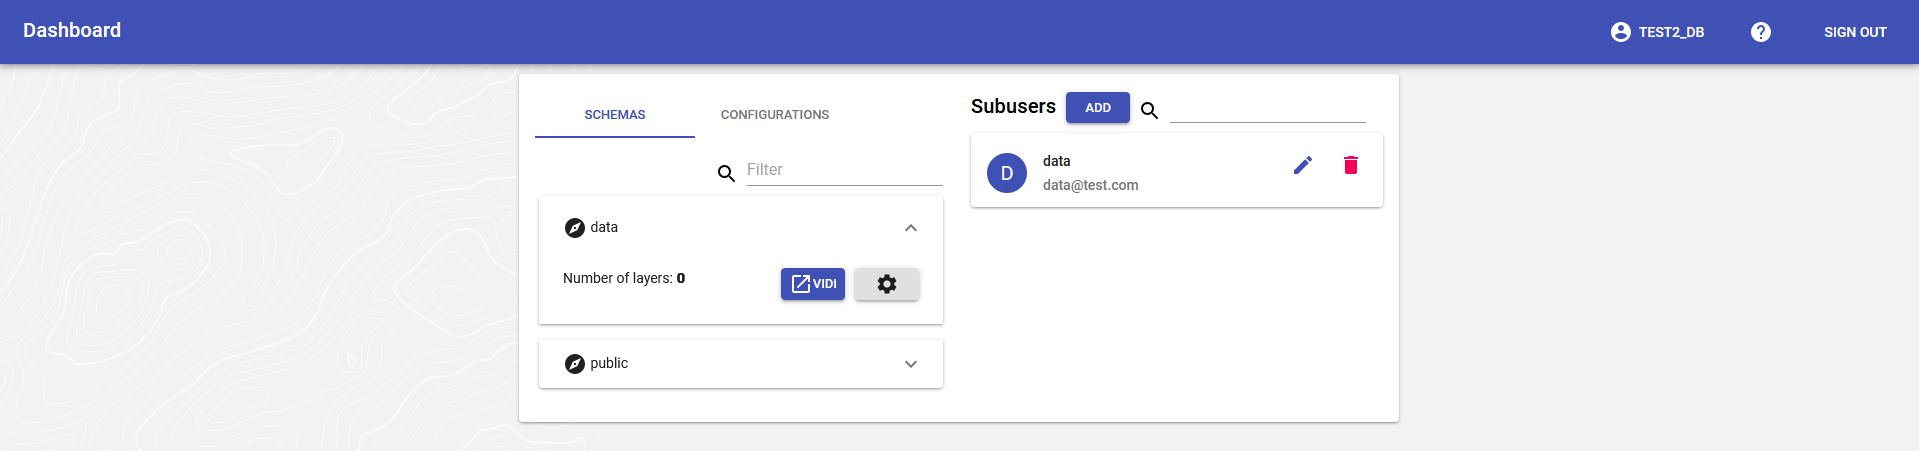 Dashboard
TEST2_DB
SIGN OUT
SCHEMAS
CONFIGURATIONS
Filter
data
Number of layers: 0
VIDI
public
Subusers
ADD
D
data
data@test.com